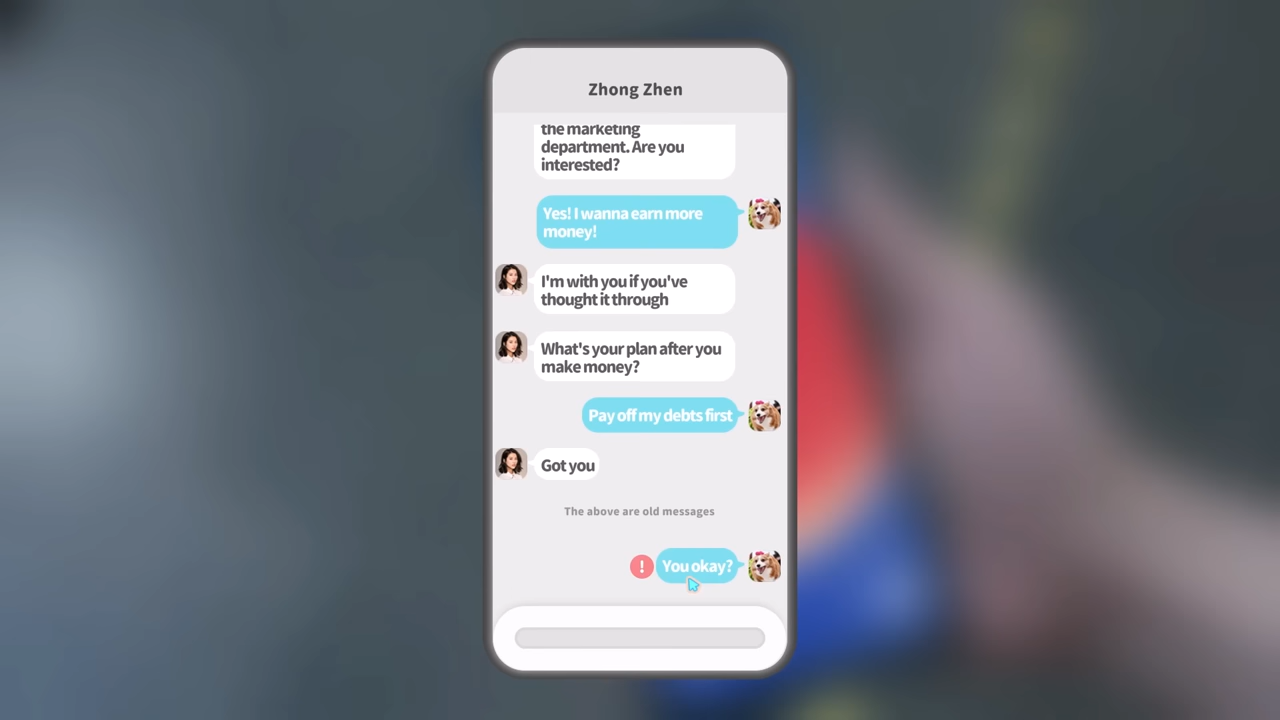 Zhong Zhen
the marketing
department. Are you
interested?
Yes! I wanna earn more
money!
I'm with you if you've
thought it through
What's your plan after you
make money?
Pay off my debts first
Got you
The above are old messages
!
You okay?